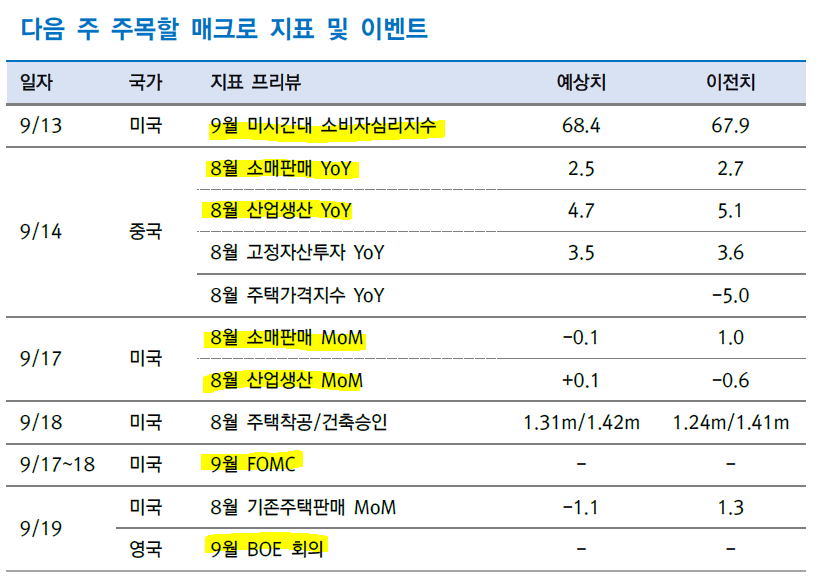 다음 주 주목할 매크로 지표 및 이벤트
일자 국가 지표 프리뷰 예상치 이전치
9/13 미국 9월 미시간대 소비자심리지수 68.4 67.9
8월 소매판매 YoY 2.5 2.7
8월 산업생산 YoY 4.7 5.1
9/14 중국
8월 고정자산투자 YoY 3.5 3.6
8월 주택가격지수 YoY -5.0
8월 소매판매 MoM -0.1 1.0
9/17 미국
8월 산업생산 MoM +0.1 -0.6
9/18 미국 8월 주택착공/건축승인 1.31m/1.42m 1.24m/1.41m
9/17~18 미국 9월 FOMC - -
미국 8월 기존주택판매 MoM -1.1 1.3
9/19
영국 9월 BOE 회의 - -